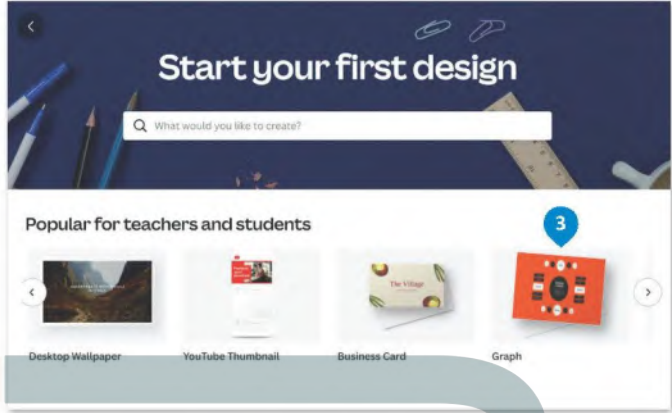 Start your first design
What would you like to create?
Popular for teachers and students
3
The Village
Desktop Wallpaper
YouTube Thumbnail
Business Card
Graph